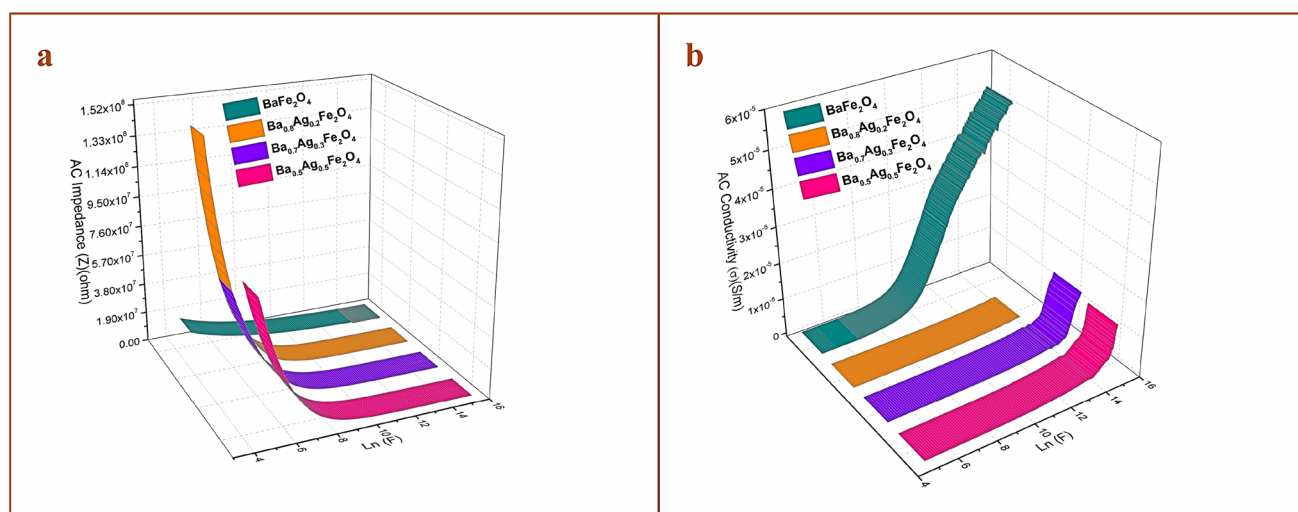 a
1.52x10⁸
1.33x10⁸
1.14x10⁸
9.50x10⁷
7.60x10⁷
5.70x10⁷
3.80x10⁷
1.90x10⁷
0.00
AC Impedance (Z)(ohm)
BaFe₂O₄
Ba₀.₈Ag₀.₂Fe₂O₄
Ba₀.₇Ag₀.₃Fe₂O₄
Ba₀.₅Ag₀.₅Fe₂O₄
4
6
8
10
12
14
16
Ln (F)
b
6x10⁻⁵
5x10⁻⁵
4x10⁻⁵
3x10⁻⁵
2x10⁻⁵
1x10⁻⁵
0
AC Conductivity (σ)(S/m)
BaFe₂O₄
Ba₀.₈Ag₀.₂Fe₂O₄
Ba₀.₇Ag₀.₃Fe₂O₄
Ba₀.₅Ag₀.₅Fe₂O₄
4
6
8
10
12
14
16
Ln (F)